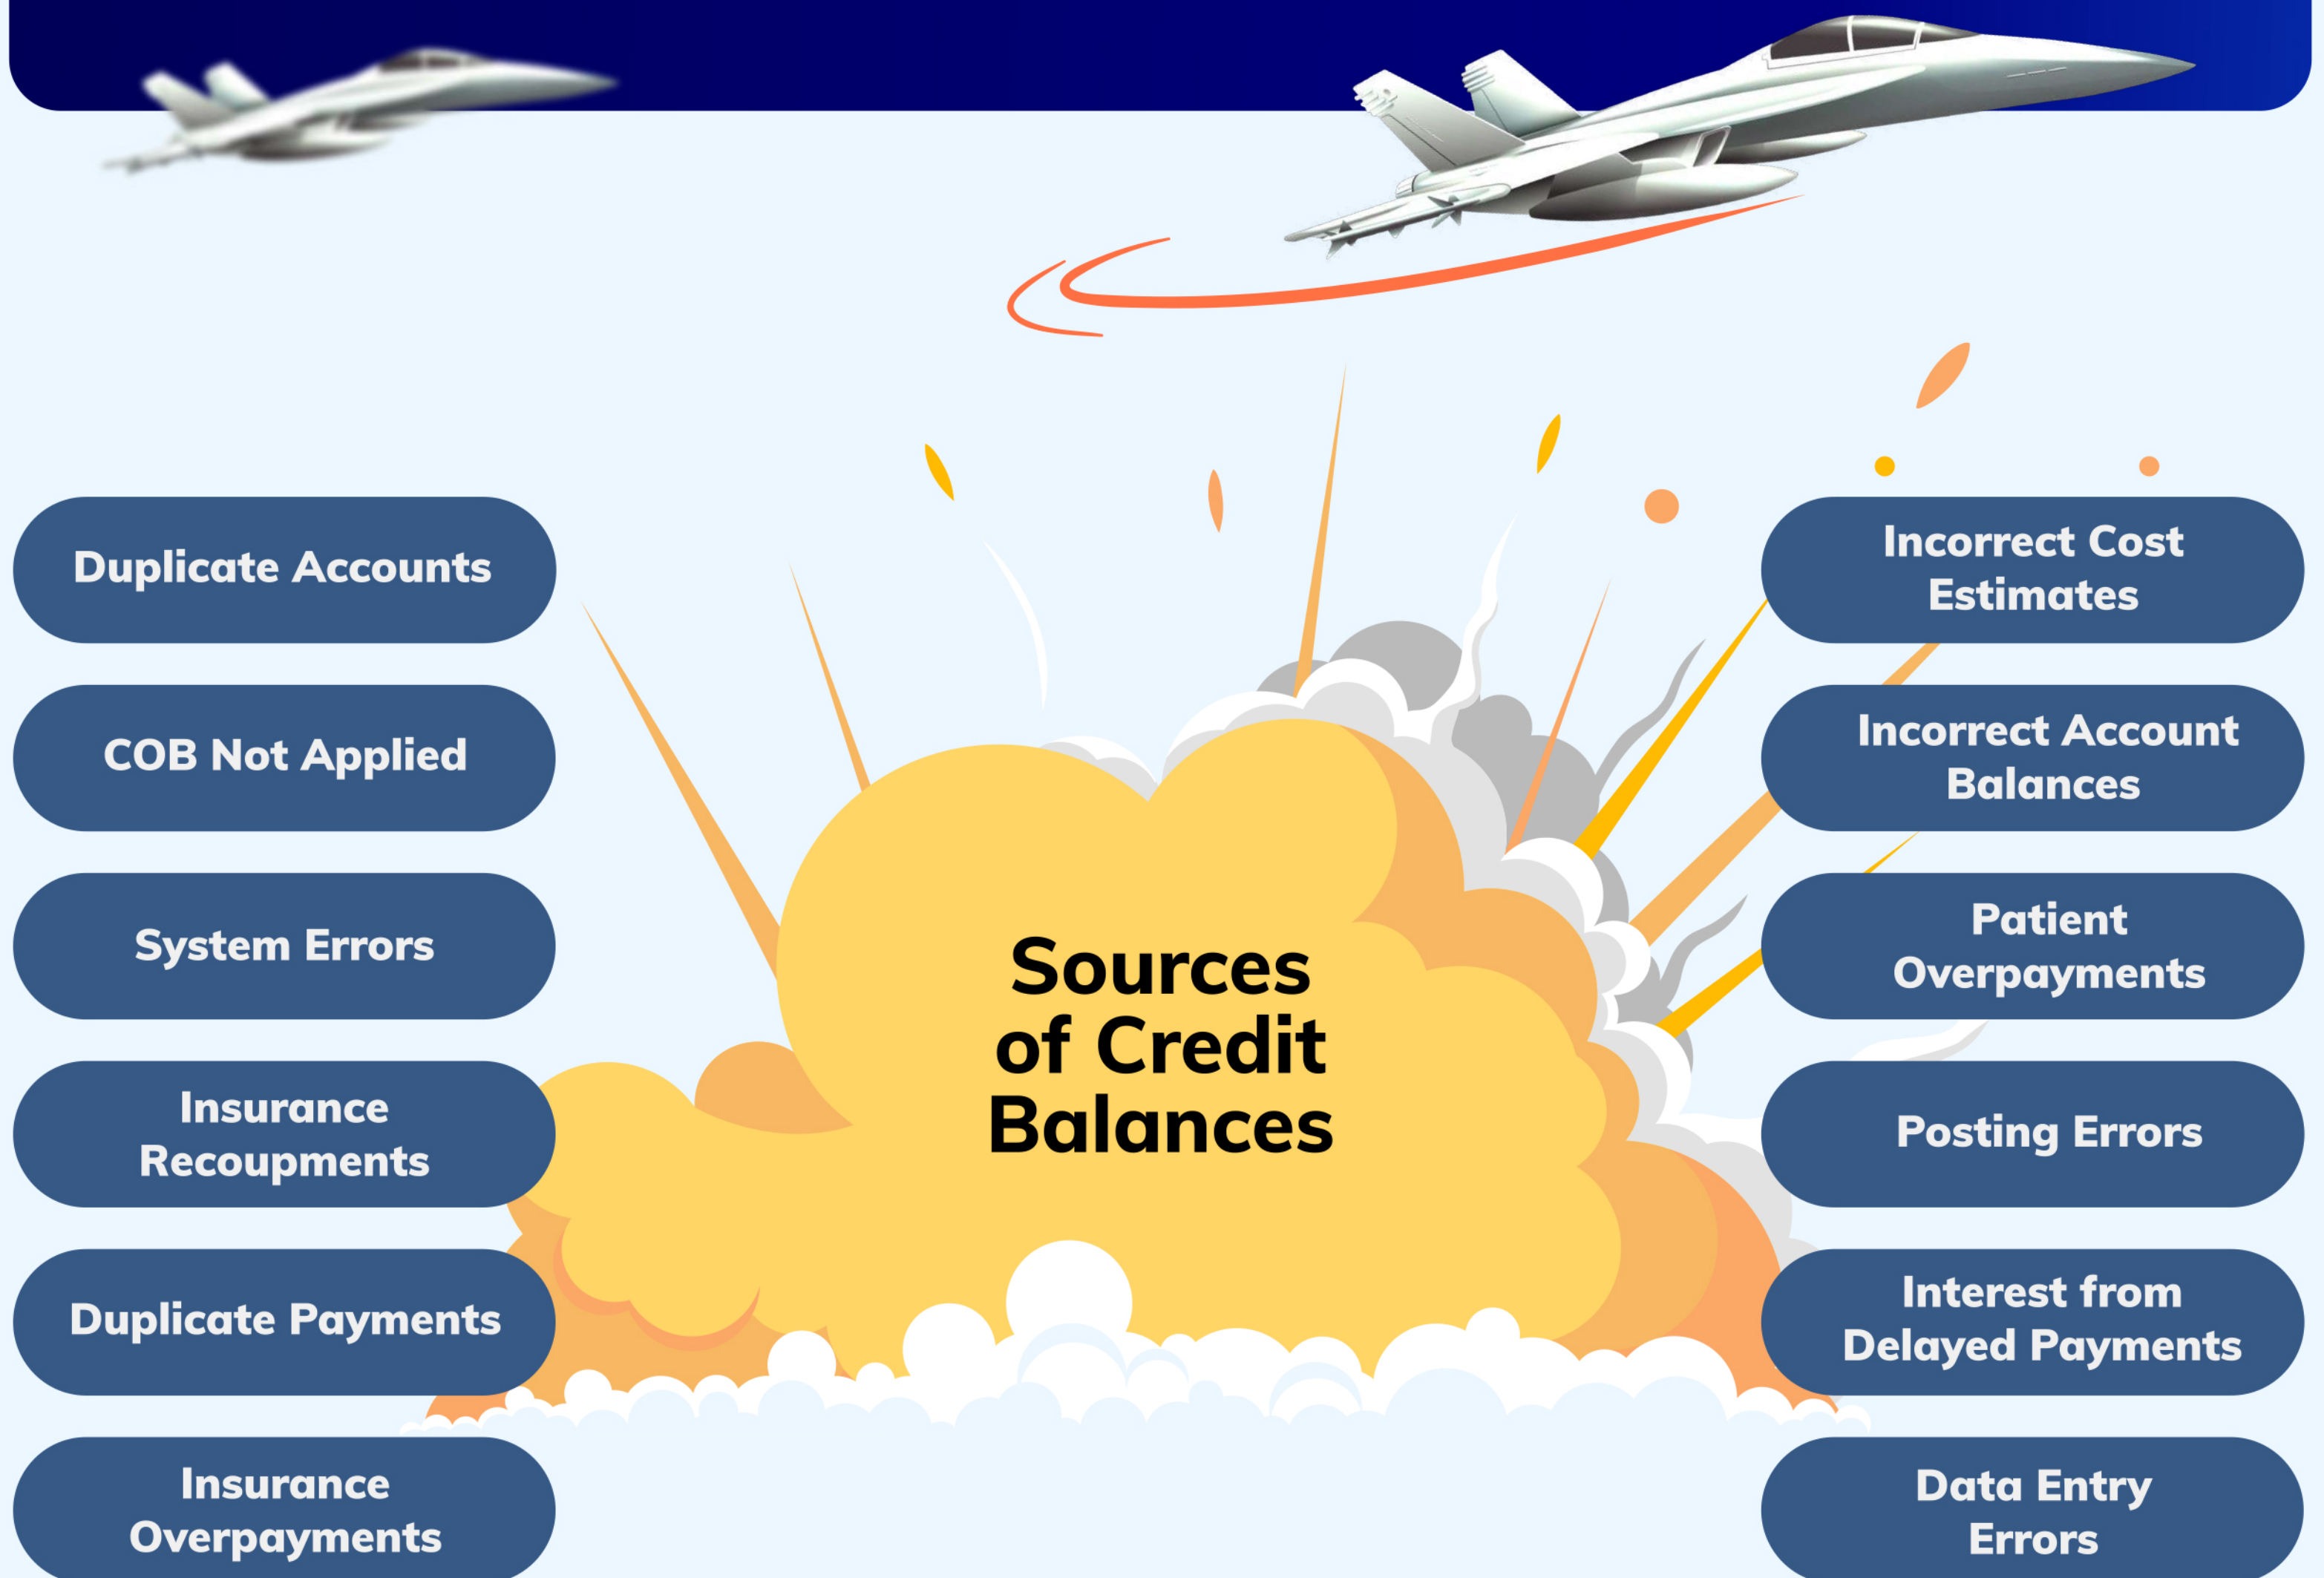 Duplicate Accounts
COB Not Applied
System Errors
Insurance
Recoupments
Duplicate Payments
Insurance
Overpayments
Sources
of Credit
Balances
Incorrect Cost
Estimates
Incorrect Account
Balances
Patient
Overpayments
Posting Errors
Interest from
Delayed Payments
Data Entry
Errors